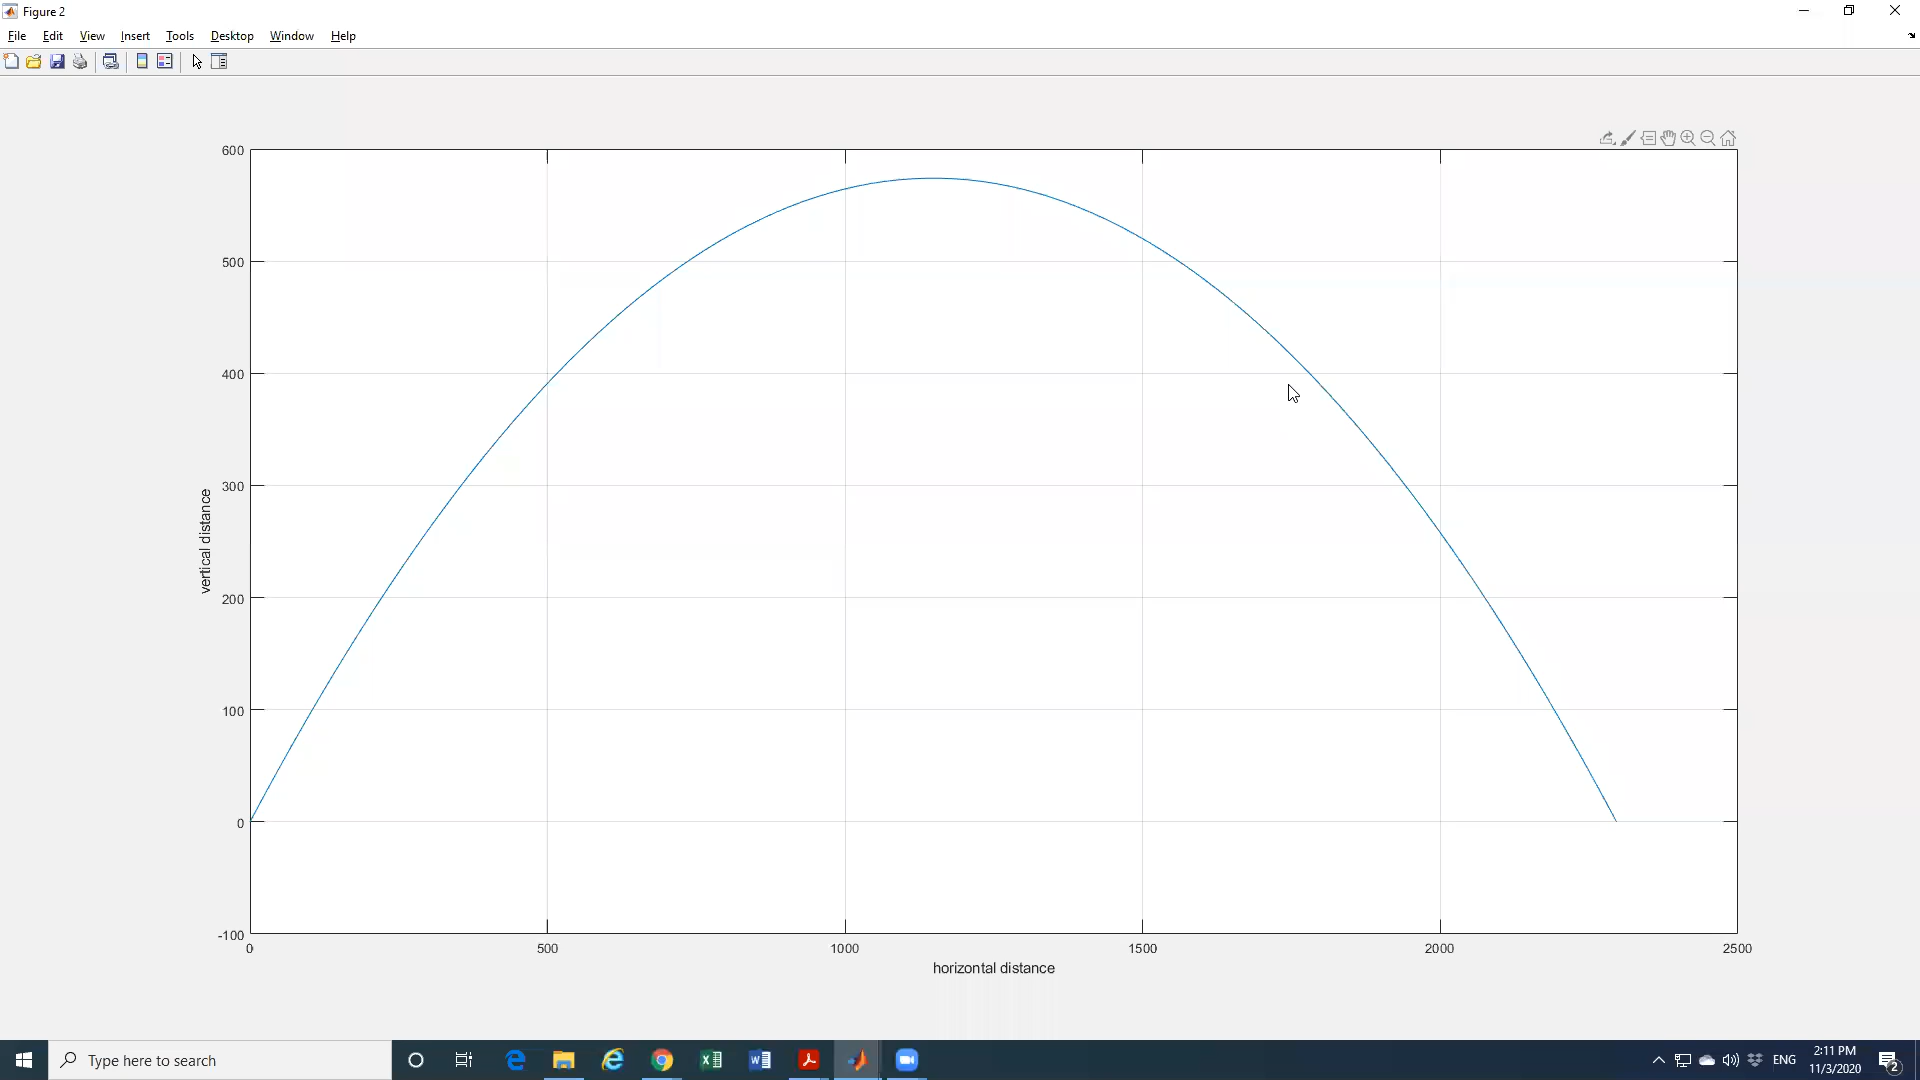 Figure 2
File Edit View Insert Tools Desktop Window Help
600
500
400
300
200
100
0
-100
vertical distance
0 500 1000 1500 2000 2500
horizontal distance
Type here to search
ENG
2:11 PM
11/3/2020
2